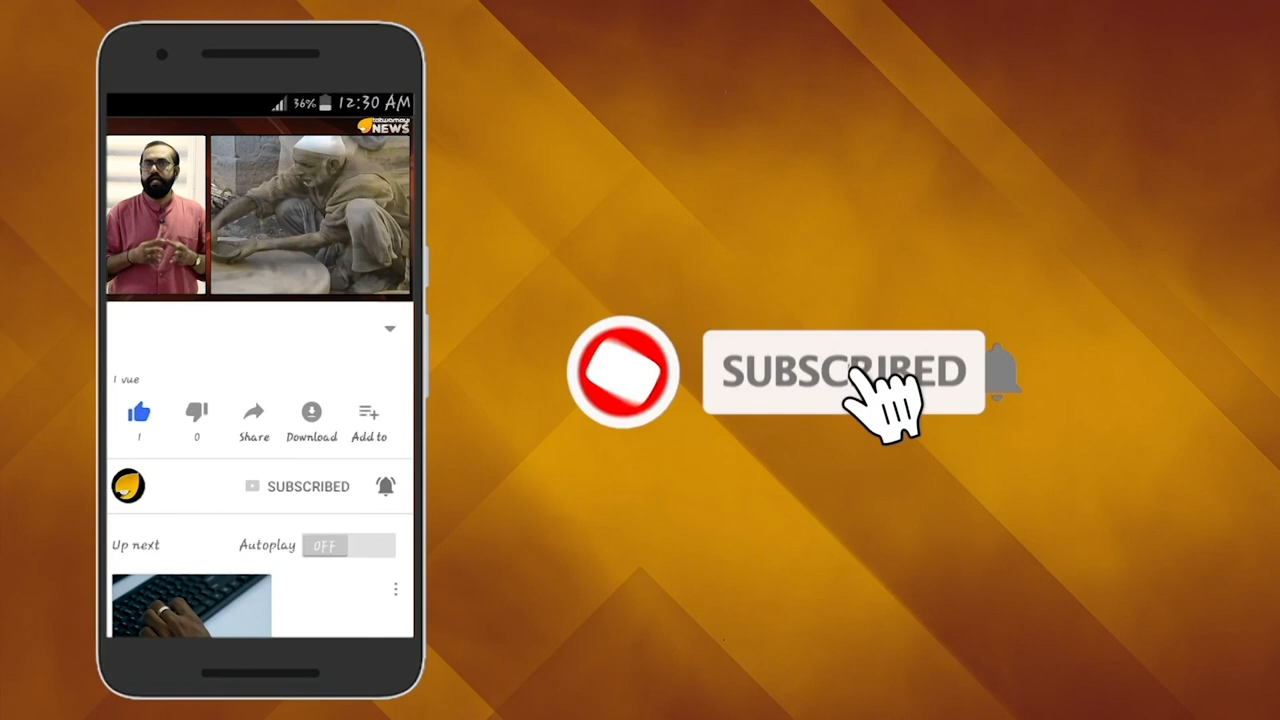 36% 12:30 AM
tatwamayi
NEWS
1 vue
1
0
Share
Download
Add to
SUBSCRIBED
Up next
Autoplay
OFF
SUBSCRIBED